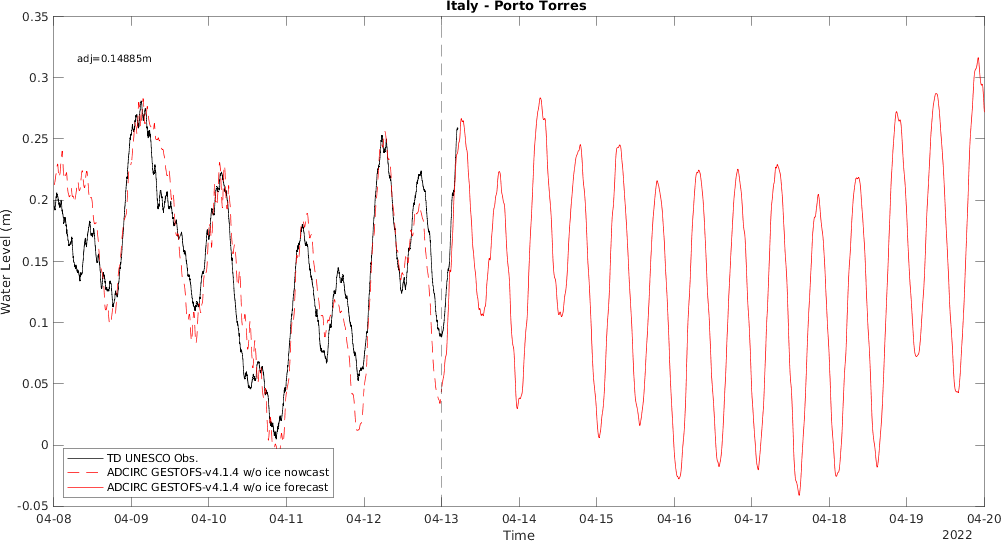 Italy - Porto Torres
adj=0.14885m
0.35
0.3
0.25
0.2
0.15
0.1
0.05
0
-0.05
Water Level (m)
TD UNESCO Obs.
ADCIRC GESTOFS-v4.1.4 w/o ice nowcast
ADCIRC GESTOFS-v4.1.4 w/o ice forecast
04-08 04-09 04-10 04-11 04-12 04-13 04-14 04-15 04-16 04-17 04-18 04-19 04-20
Time
2022